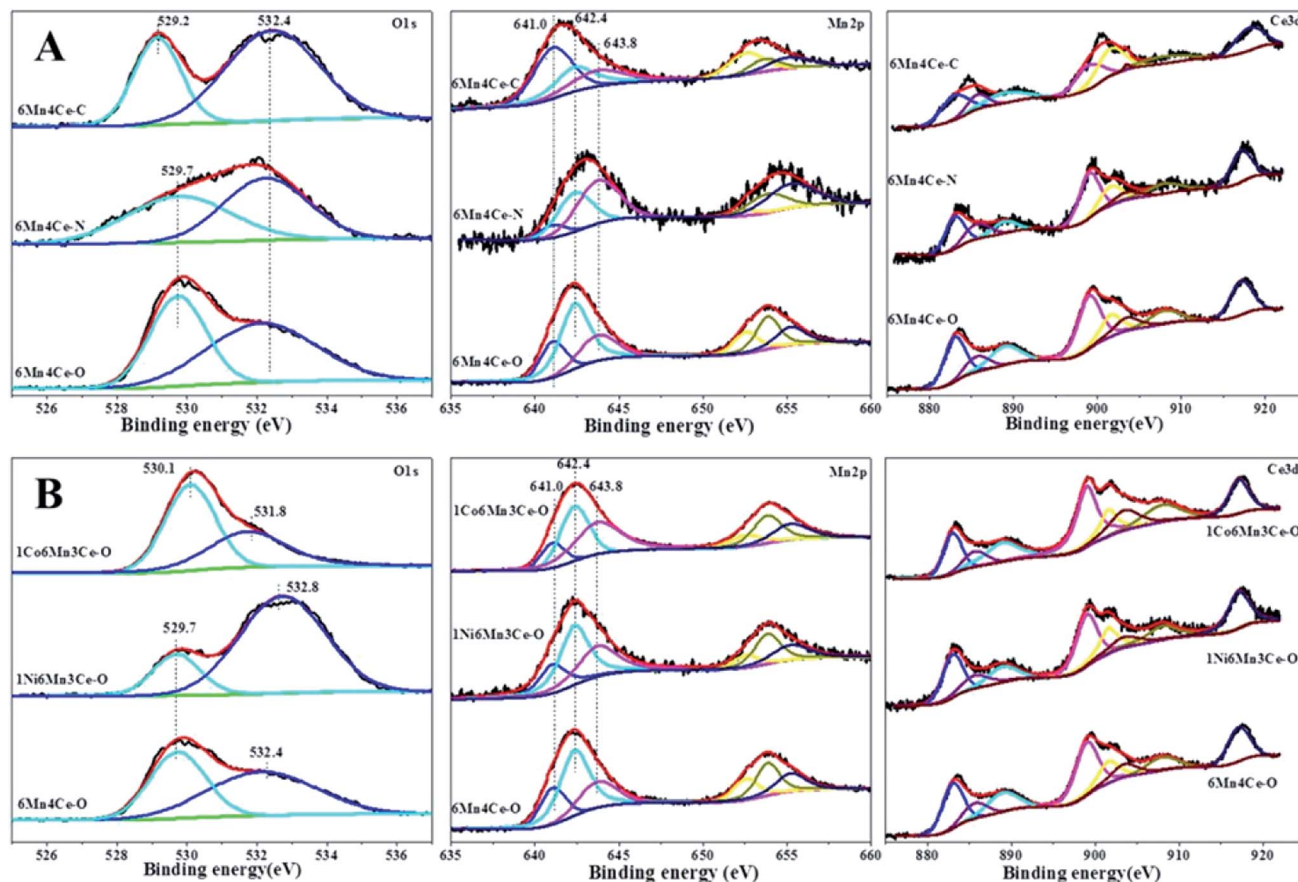 A
O1s
529.2
532.4
6Mn4Ce-C
529.7
6Mn4Ce-N
6Mn4Ce-O
526 528 530 532 534 536
Binding energy (eV)
Mn2p
641.0 642.4
643.8
6Mn4Ce-C
6Mn4Ce-N
6Mn4Ce-O
635 640 645 650 655 660
Binding energy (eV)
Ce3d
6Mn4Ce-C
6Mn4Ce-N
6Mn4Ce-O
880 890 900 910 920
Binding energy(eV)
B
O1s
530.1
531.8
1Co6Mn3Ce-O
532.8
529.7
1Ni6Mn3Ce-O
532.4
6Mn4Ce-O
526 528 530 532 534 536
Binding energy(eV)
Mn2p
642.4
641.0 643.8
1Co6Mn3Ce-O
1Ni6Mn3Ce-O
6Mn4Ce-O
635 640 645 650 655 660
Binding energy (eV)
Ce3d
1Co6Mn3Ce-O
1Ni6Mn3Ce-O
6Mn4Ce-O
880 890 900 910 920
Binding energy(eV)